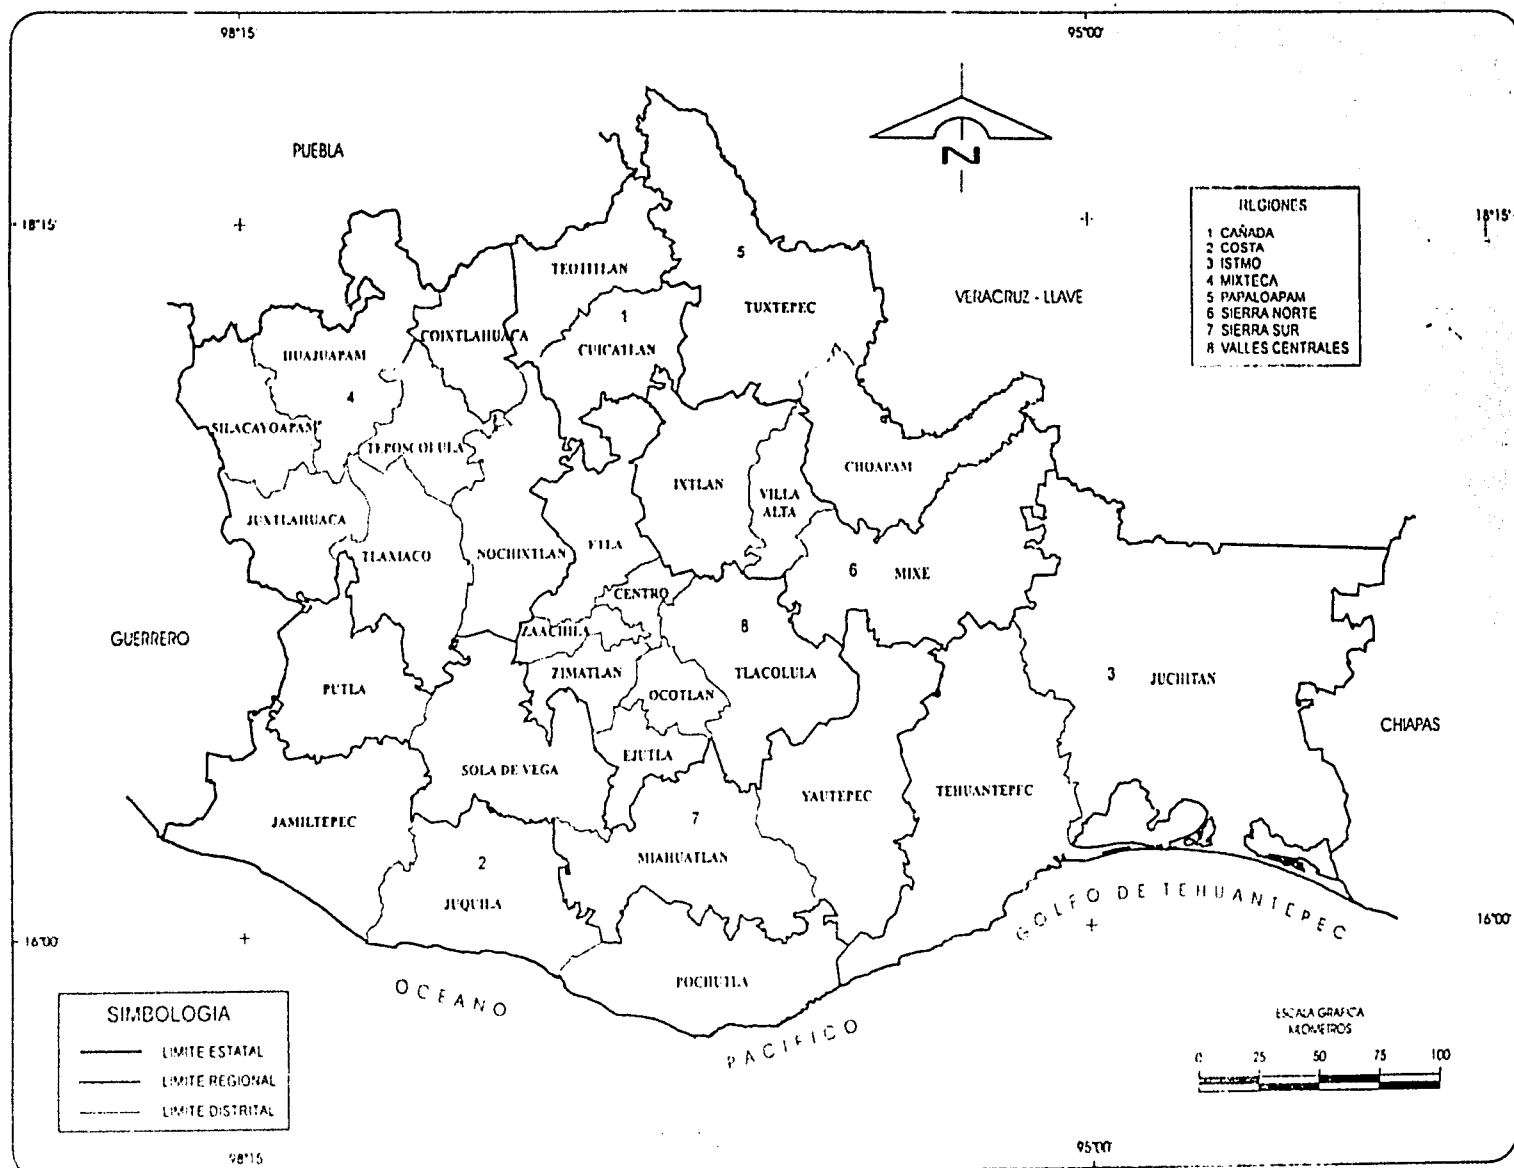 98°15'
95°00'
PUEBLA
N
18°15'
18°15'
REGIONES
1 CAÑADA
2 COSTA
3 ISTMO
4 MIXTECA
5 PAPALOAPAM
6 SIERRA NORTE
7 SIERRA SUR
8 VALLES CENTRALES
5
TEOTITLAN
VERACRUZ - LLAVE
TUXTEPEC
1
COIXTLAHUACA
CUICATLAN
HUAJUAPAM
4
SILACAYOAPAM
TEPOSCOLULA
CHOAPAM
IXTLAN
VILLA
ALTA
JUXTLAHUACA
TLAXIACO
NOCHIXTLAN
ETLA
6
MIXE
CENTRO
GUERRERO
ZAACHILA
8
ZIMATLAN
TLACOLULA
3
JUCHITAN
PUTLA
OCOTLAN
CHIAPAS
EJUTLA
SOLA DE VEGA
YAUTEPEC
TEHUANTEPEC
JAMILTEPEC
7
2
MIAHUATLAN
JUQUILA
GOLFO DE TEHUANTEPEC
16°00'
16°00'
POCHUTLA
OCEANO
PACIFICO
SIMBOLOGIA
LIMITE ESTATAL
LIMITE REGIONAL
LIMITE DISTRITAL
ESCALA GRAFICA
KILOMETROS
0 25 50 75 100
98°15'
95°00'